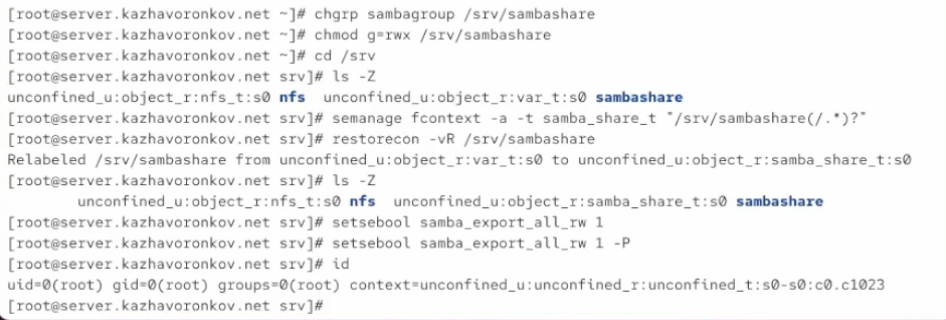 [root@server.kazhavoronkov.net ~]# chgrp sambagroup /srv/sambashare
[root@server.kazhavoronkov.net ~]# chmod g=rwx /srv/sambashare
[root@server.kazhavoronkov.net ~]# cd /srv
[root@server.kazhavoronkov.net srv]# ls -Z
unconfined_u:object_r:nfs_t:s0 nfs  unconfined_u:object_r:var_t:s0 sambashare
[root@server.kazhavoronkov.net srv]# semanage fcontext -a -t samba_share_t "/srv/sambashare(/.*)?"
[root@server.kazhavoronkov.net srv]# restorecon -vR /srv/sambashare
Relabeled /srv/sambashare from unconfined_u:object_r:var_t:s0 to unconfined_u:object_r:samba_share_t:s0
[root@server.kazhavoronkov.net srv]# ls -Z
        unconfined_u:object_r:nfs_t:s0 nfs  unconfined_u:object_r:samba_share_t:s0 sambashare
[root@server.kazhavoronkov.net srv]# setsebool samba_export_all_rw 1
[root@server.kazhavoronkov.net srv]# setsebool samba_export_all_rw 1 -P
[root@server.kazhavoronkov.net srv]# id
uid=0(root) gid=0(root) groups=0(root) context=unconfined_u:unconfined_r:unconfined_t:s0-s0:c0.c1023
[root@server.kazhavoronkov.net srv]#